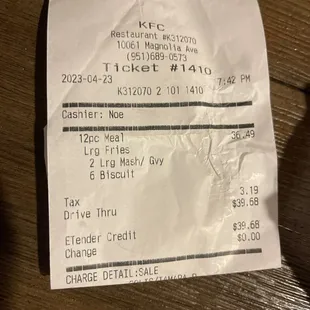 KFC
Restaurant #K312070
10061 Magnolia Ave
(951)689-0573
Ticket #1410
2023-04-23 7:42 PM
K312070 2 101 1410
Cashier: Noe
12pc Meal 36.49
Lrg Fries
2 Lrg Mash/ Gvy
6 Biscuit
Tax 3.19
Drive Thru $39.68
ETender Credit $39.68
Change $0.00
CHARGE DETAIL:SALE